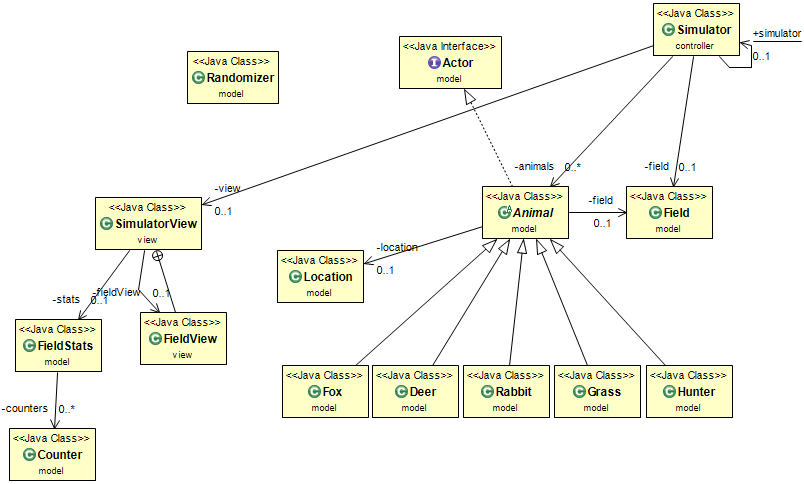 <<Java Class>>
Simulator
controller
+simulator
0..1
<<Java Interface>>
Actor
model
<<Java Class>>
Randomizer
model
-animals
0..*
-field
0..1
-view
0..1
<<Java Class>>
Animal
model
-field
0..1
<<Java Class>>
Field
model
<<Java Class>>
SimulatorView
view
-location
0..1
<<Java Class>>
Location
model
-stats
0..1
-fieldView
0..1
<<Java Class>>
FieldStats
model
<<Java Class>>
FieldView
view
<<Java Class>>
Fox
model
<<Java Class>>
Deer
model
<<Java Class>>
Rabbit
model
<<Java Class>>
Grass
model
<<Java Class>>
Hunter
model
-counters
0..*
<<Java Class>>
Counter
model